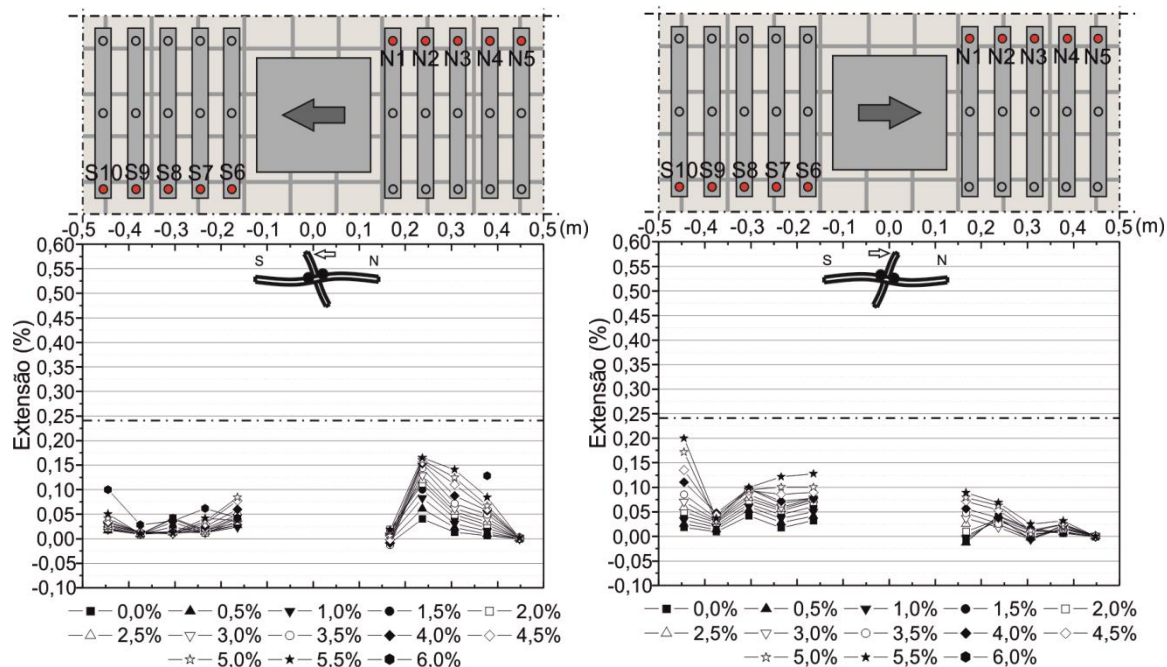 N1 N2 N3 N4 N5
S10 S9 S8 S7 S6
-0,5 -0,4 -0,3 -0,2 -0,1 0,0 0,1 0,2 0,3 0,4 0,5 (m)
S N
Extensão (%)
0,60
0,55
0,50
0,45
0,40
0,35
0,30
0,25
0,20
0,15
0,10
0,05
0,00
-0,05
-0,10
0,0% 0,5% 1,0% 1,5% 2,0%
2,5% 3,0% 3,5% 4,0% 4,5%
5.0% 5.5% 6.0%
N1 N2 N3 N4 N5
S10 S9 S8 S7 S6
-0,5 -0,4 -0,3 -0,2 -0,1 0,0 0,1 0,2 0,3 0,4 0,5 (m)
S N
Extensão (%)
0,60
0,55
0,50
0,45
0,40
0,35
0,30
0,25
0,20
0,15
0,10
0,05
0,00
-0,05
-0,10
0,0% 0,5% 1,0% 1,5% 2,0%
2,5% 3,0% 3,5% 4,0% 4,5%
5,0% 5,5% 6,0%